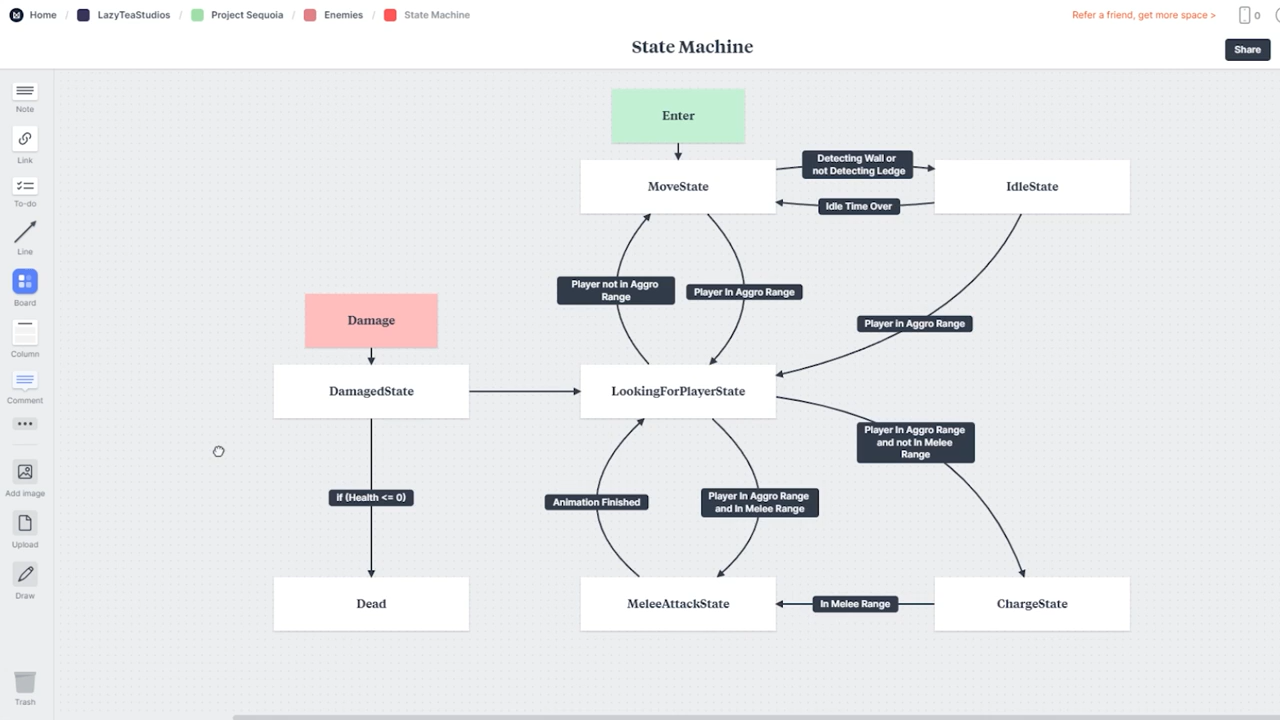 Home / LazyTeaStudios / Project Sequoia / Enemies / State Machine
Refer a friend, get more space >
0
State Machine
Share
Note
Link
To-do
Line
Board
Column
Comment
Add image
Upload
Draw
Trash
Enter
MoveState
Detecting Wall or
not Detecting Ledge
Idle Time Over
IdleState
Player not in Aggro
Range
Player In Aggro Range
Player in Aggro Range
Damage
DamagedState
LookingForPlayerState
Player In Aggro Range
and not In Melee
Range
if (Health <= 0)
Animation Finished
Player In Aggro Range
and In Melee Range
Dead
MeleeAttackState
In Melee Range
ChargeState